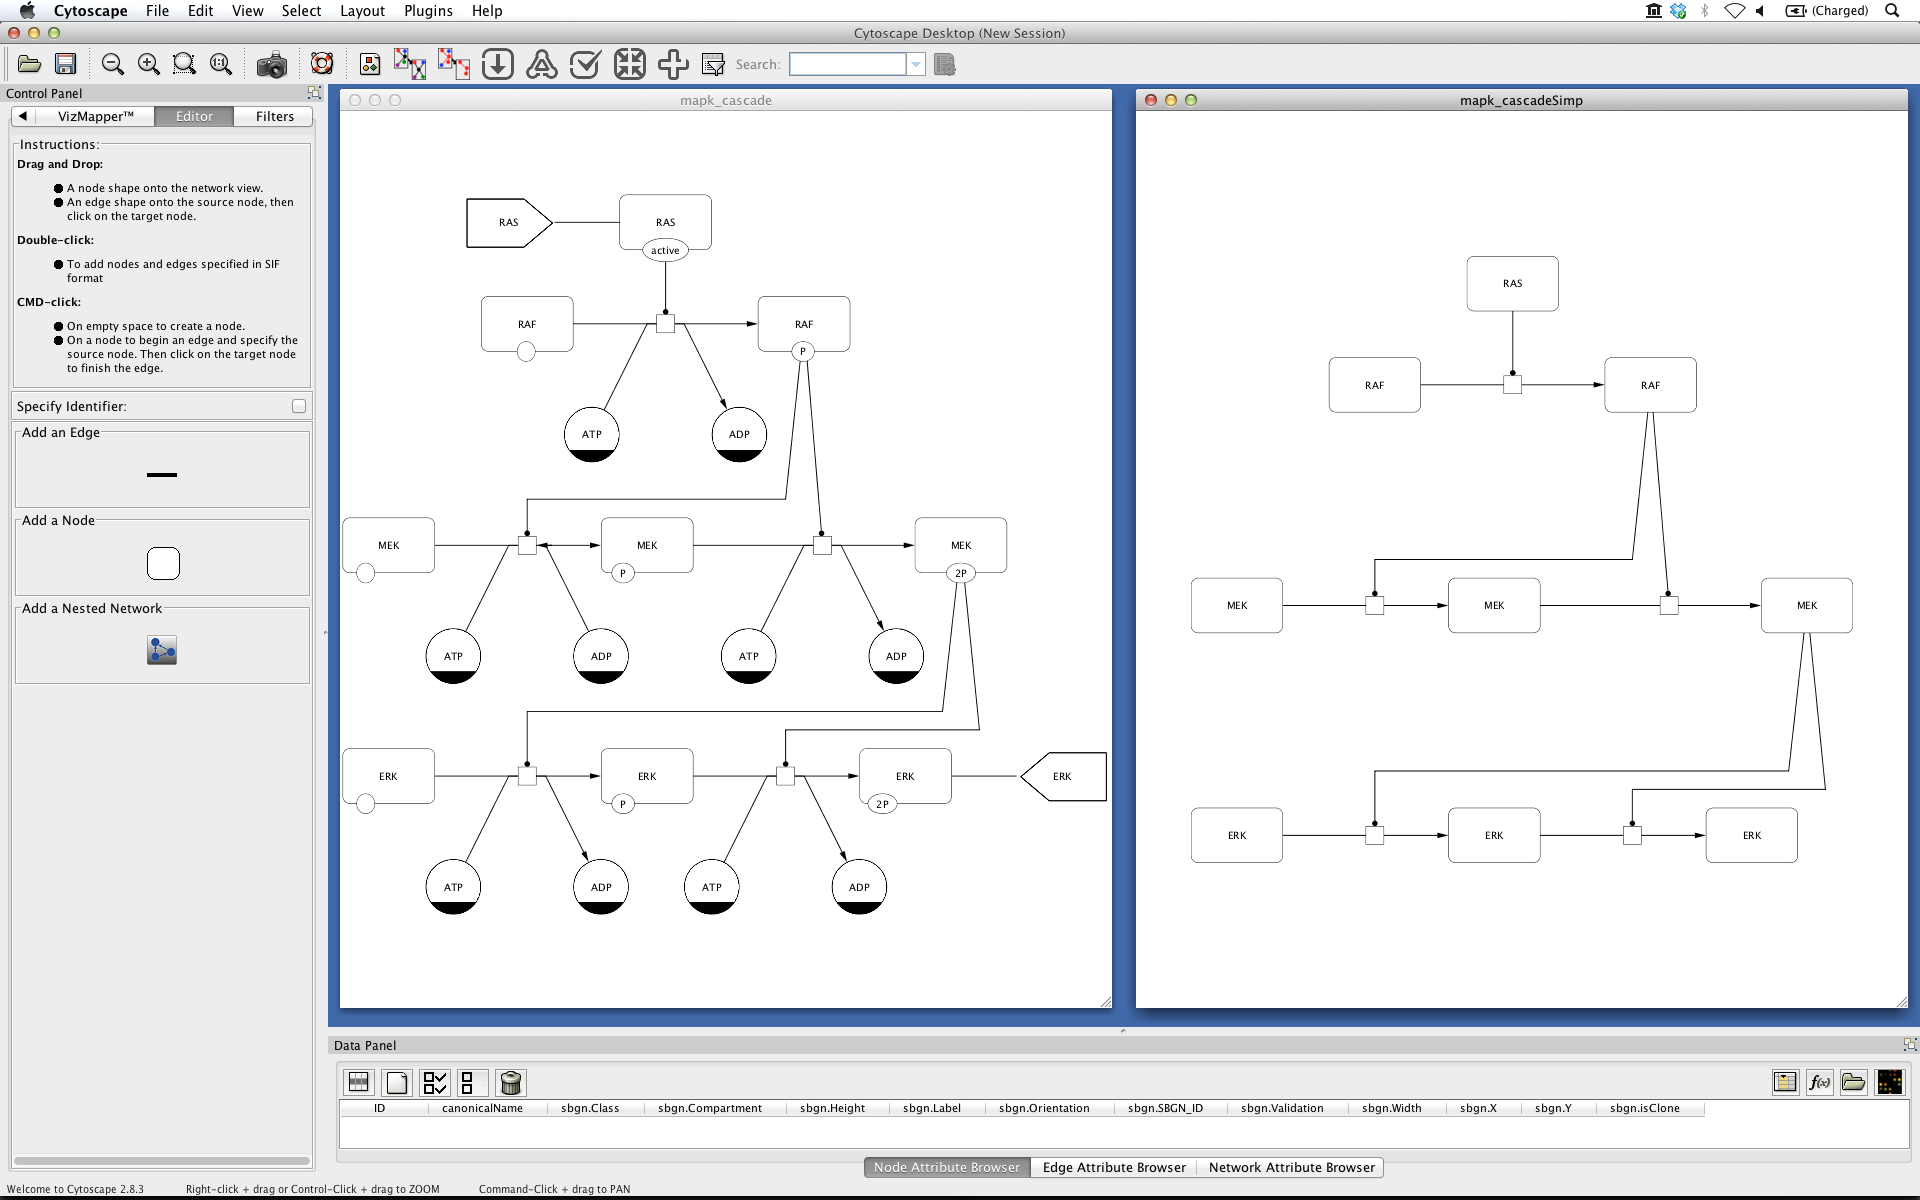 Cytoscape File Edit View Select Layout Plugins Help (Charged)
Cytoscape Desktop (New Session)
1:1 Search:
Control Panel
VizMapper™ Editor Filters
Instructions:
Drag and Drop:
A node shape onto the network view.
An edge shape onto the source node, then
click on the target node.
Double-click:
To add nodes and edges specified in SIF
format
CMD-click:
On empty space to create a node.
On a node to begin an edge and specify the
source node. Then click on the target node
to finish the edge.
Specify Identifier:
Add an Edge
Add a Node
Add a Nested Network
mapk_cascade
RAS RAS
active
RAF RAF
P
ATP ADP
MEK MEK MEK
P 2P
ATP ADP ATP ADP
ERK ERK ERK ERK
P 2P
ATP ADP ATP ADP
mapk_cascadeSimp
RAS
RAF RAF
MEK MEK MEK
ERK ERK ERK
Data Panel
f(x)
ID canonicalName sbgn.Class sbgn.Compartment sbgn.Height sbgn.Label sbgn.Orientation sbgn.SBGN_ID sbgn.Validation sbgn.Width sbgn.X sbgn.Y sbgn.isClone
Node Attribute Browser Edge Attribute Browser Network Attribute Browser
Welcome to Cytoscape 2.8.3 Right-click + drag or Control-Click + drag to ZOOM Command-Click + drag to PAN